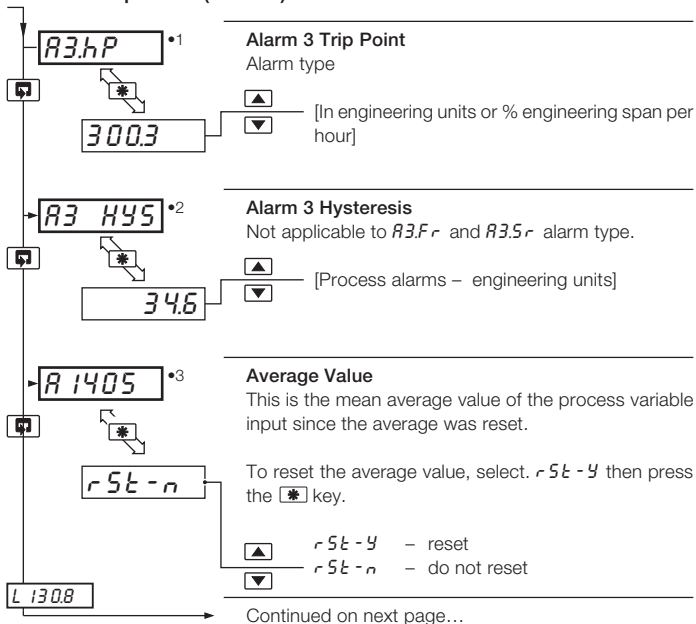 A3.hP •1
Alarm 3 Trip Point
Alarm type
[In engineering units or % engineering span per
hour]
300.3
A3 HYS •2
Alarm 3 Hysteresis
Not applicable to A3.Fr and A3.Sr alarm type.
[Process alarms – engineering units]
34.6
A 1405 •3
Average Value
This is the mean average value of the process variable
input since the average was reset.
rSt-n
To reset the average value, select. rSt-Y then press
the * key.
rSt-Y – reset
rSt-n – do not reset
L 130.8
Continued on next page…